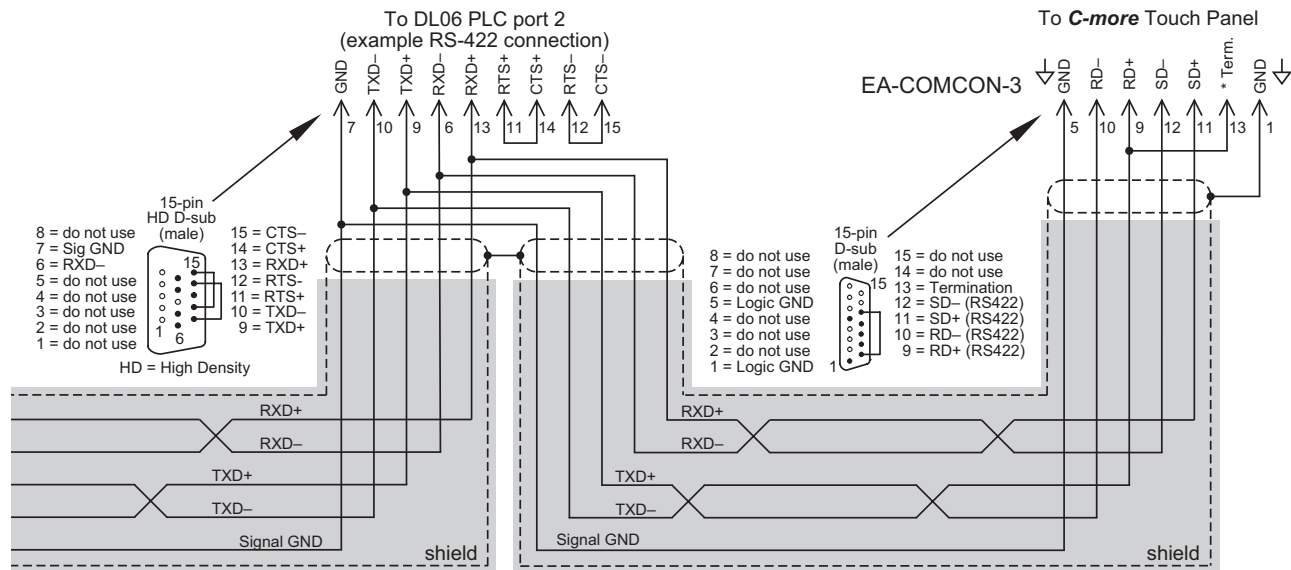 To DL06 PLC port 2
(example RS-422 connection)
GND
TXD–
TXD+
RXD–
RXD+
RTS+
CTS+
RTS–
CTS–
7
10
9
6
13
11
14
12
15
To C-more Touch Panel
EA-COMCON-3
GND
RD–
RD+
SD–
SD+
* Term.
GND
5
10
9
12
11
13
1
15-pin
HD D-sub
(male)
8 = do not use
7 = Sig GND
6 = RXD–
5 = do not use
4 = do not use
3 = do not use
2 = do not use
1 = do not use
15
1
6
15 = CTS–
14 = CTS+
13 = RXD+
12 = RTS-
11 = RTS+
10 = TXD–
9 = TXD+
HD = High Density
15-pin
D-sub
(male)
8 = do not use
7 = do not use
6 = do not use
5 = Logic GND
4 = do not use
3 = do not use
2 = do not use
1 = Logic GND
15
1
15 = do not use
14 = do not use
13 = Termination
12 = SD– (RS422)
11 = SD+ (RS422)
10 = RD– (RS422)
9 = RD+ (RS422)
RXD+
RXD–
TXD+
TXD–
Signal GND
shield
RXD+
RXD–
TXD+
TXD–
Signal GND
shield